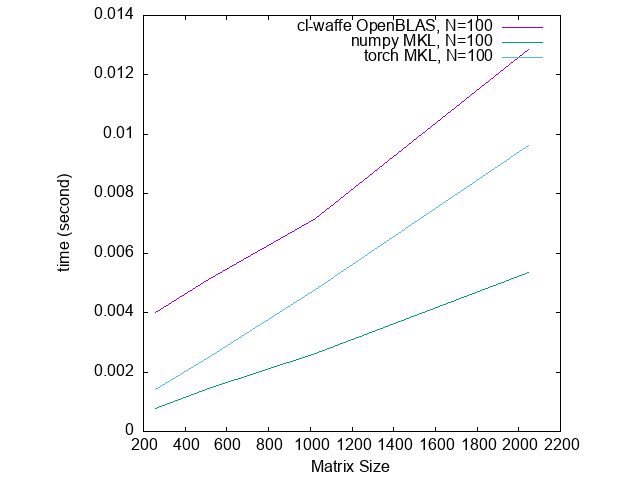 0.014
0.012
0.01
0.008
0.006
0.004
0.002
0
time (second)
cl-waffe OpenBLAS, N=100
numpy MKL, N=100
torch MKL, N=100
200 400 600 800 1000 1200 1400 1600 1800 2000 2200
Matrix Size